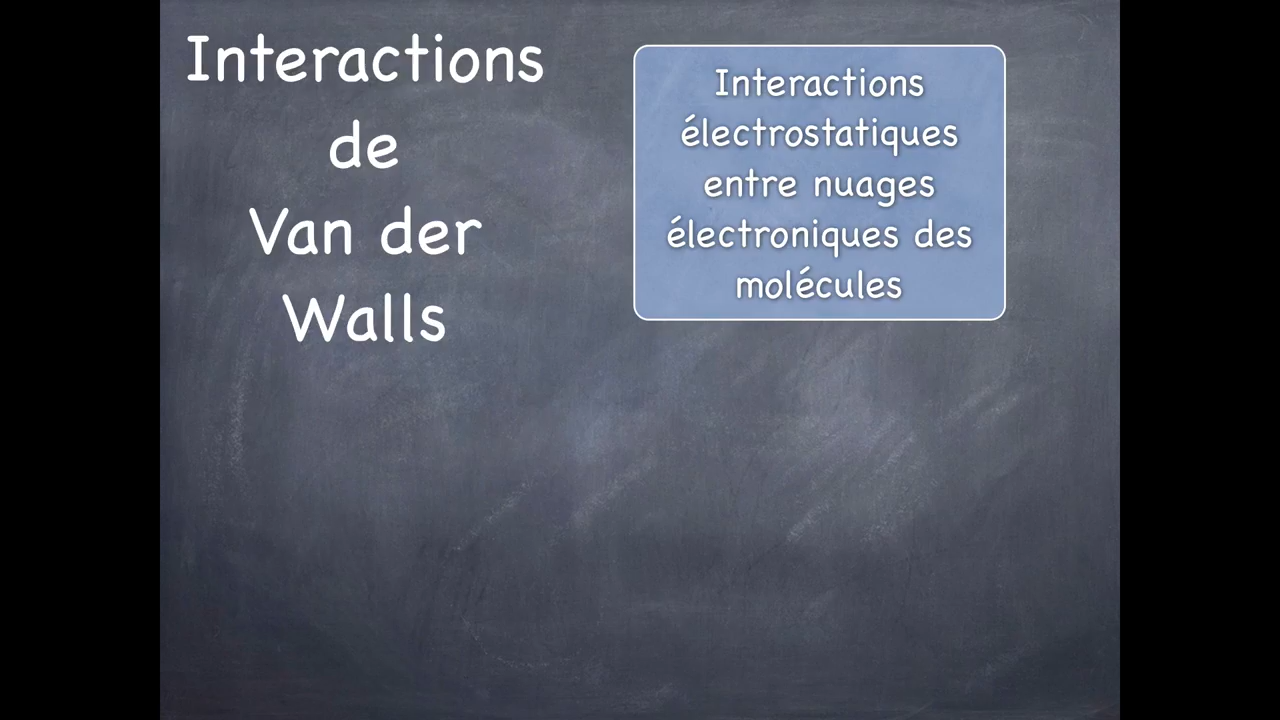 Interactions
de
Van der
Walls
Interactions
électrostatiques
entre nuages
électroniques des
molécules